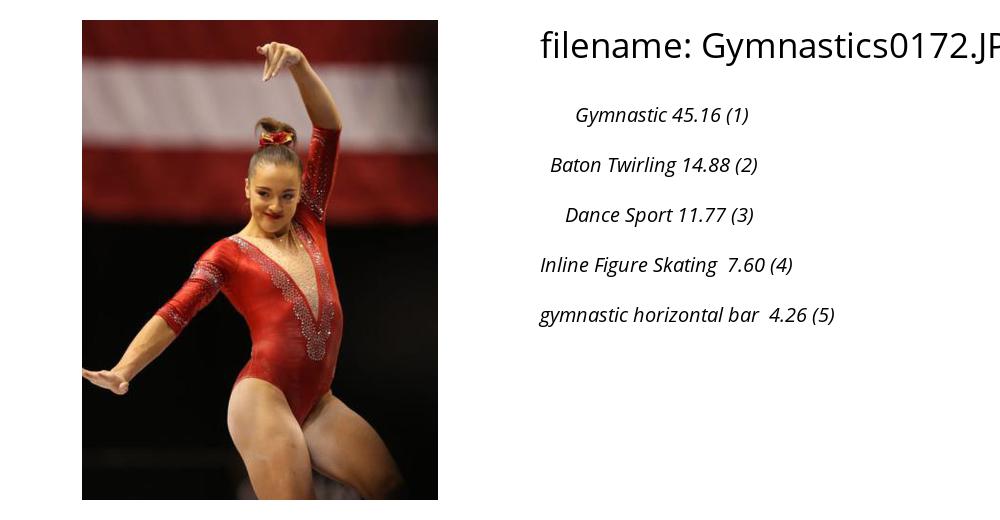 filename: Gymnastics0172.JP
Gymnastic 45.16 (1)
Baton Twirling 14.88 (2)
Dance Sport 11.77 (3)
Inline Figure Skating 7.60 (4)
gymnastic horizontal bar 4.26 (5)